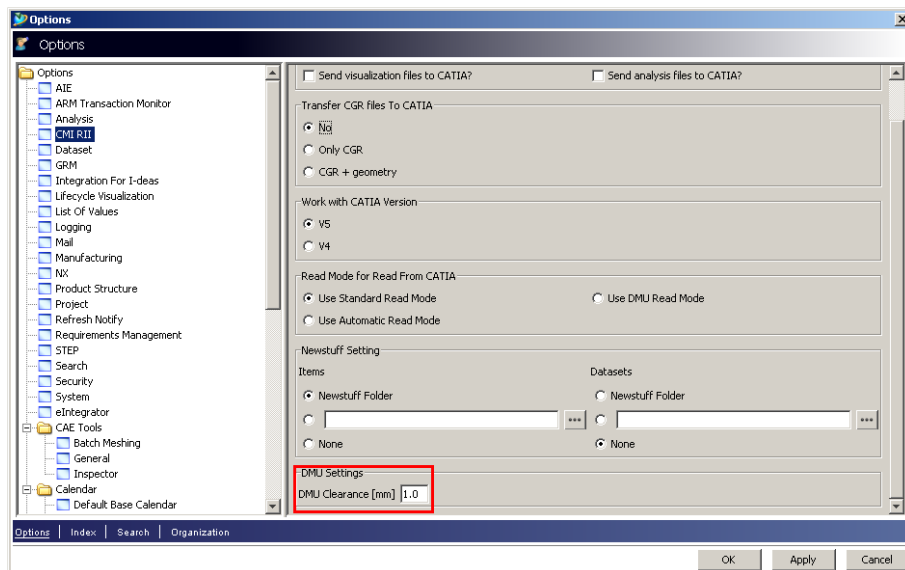 Options
Options
Options
AIE
ARM Transaction Monitor
Analysis
CMI RII
Dataset
GRM
Integration For I-deas
Lifecycle Visualization
List Of Values
Logging
Mail
Manufacturing
NX
Product Structure
Project
Refresh Notify
Requirements Management
STEP
Search
Security
System
eIntegrator
CAE Tools
Batch Meshing
General
Inspector
Calendar
Default Base Calendar
Send visualization files to CATIA? Send analysis files to CATIA?
Transfer CGR files To CATIA
No
Only CGR
CGR + geometry
Work with CATIA Version
V5
V4
Read Mode for Read From CATIA
Use Standard Read Mode Use DMU Read Mode
Use Automatic Read Mode
Newstuff Setting
Items Datasets
Newstuff Folder Newstuff Folder
... ...
None None
DMU Settings
DMU Clearance [mm] 1.0
Options | Index | Search | Organization
OK Apply Cancel